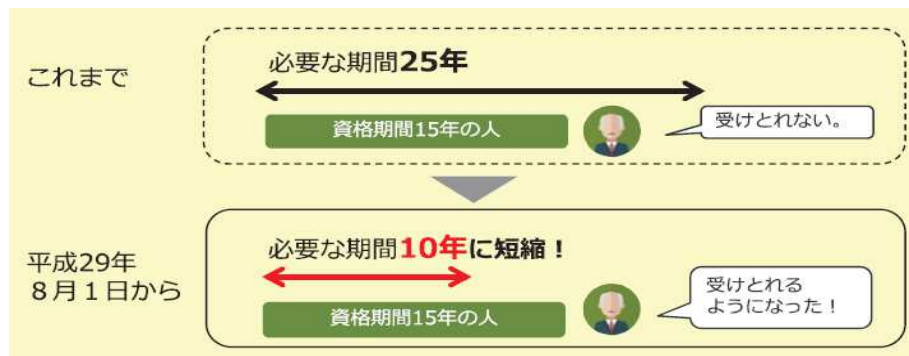 これまで
必要な期間25年
資格期間15年の人
受けとれない。
平成29年
８月１日から
必要な期間10年に短縮！
資格期間15年の人
受けとれる
ようになった！